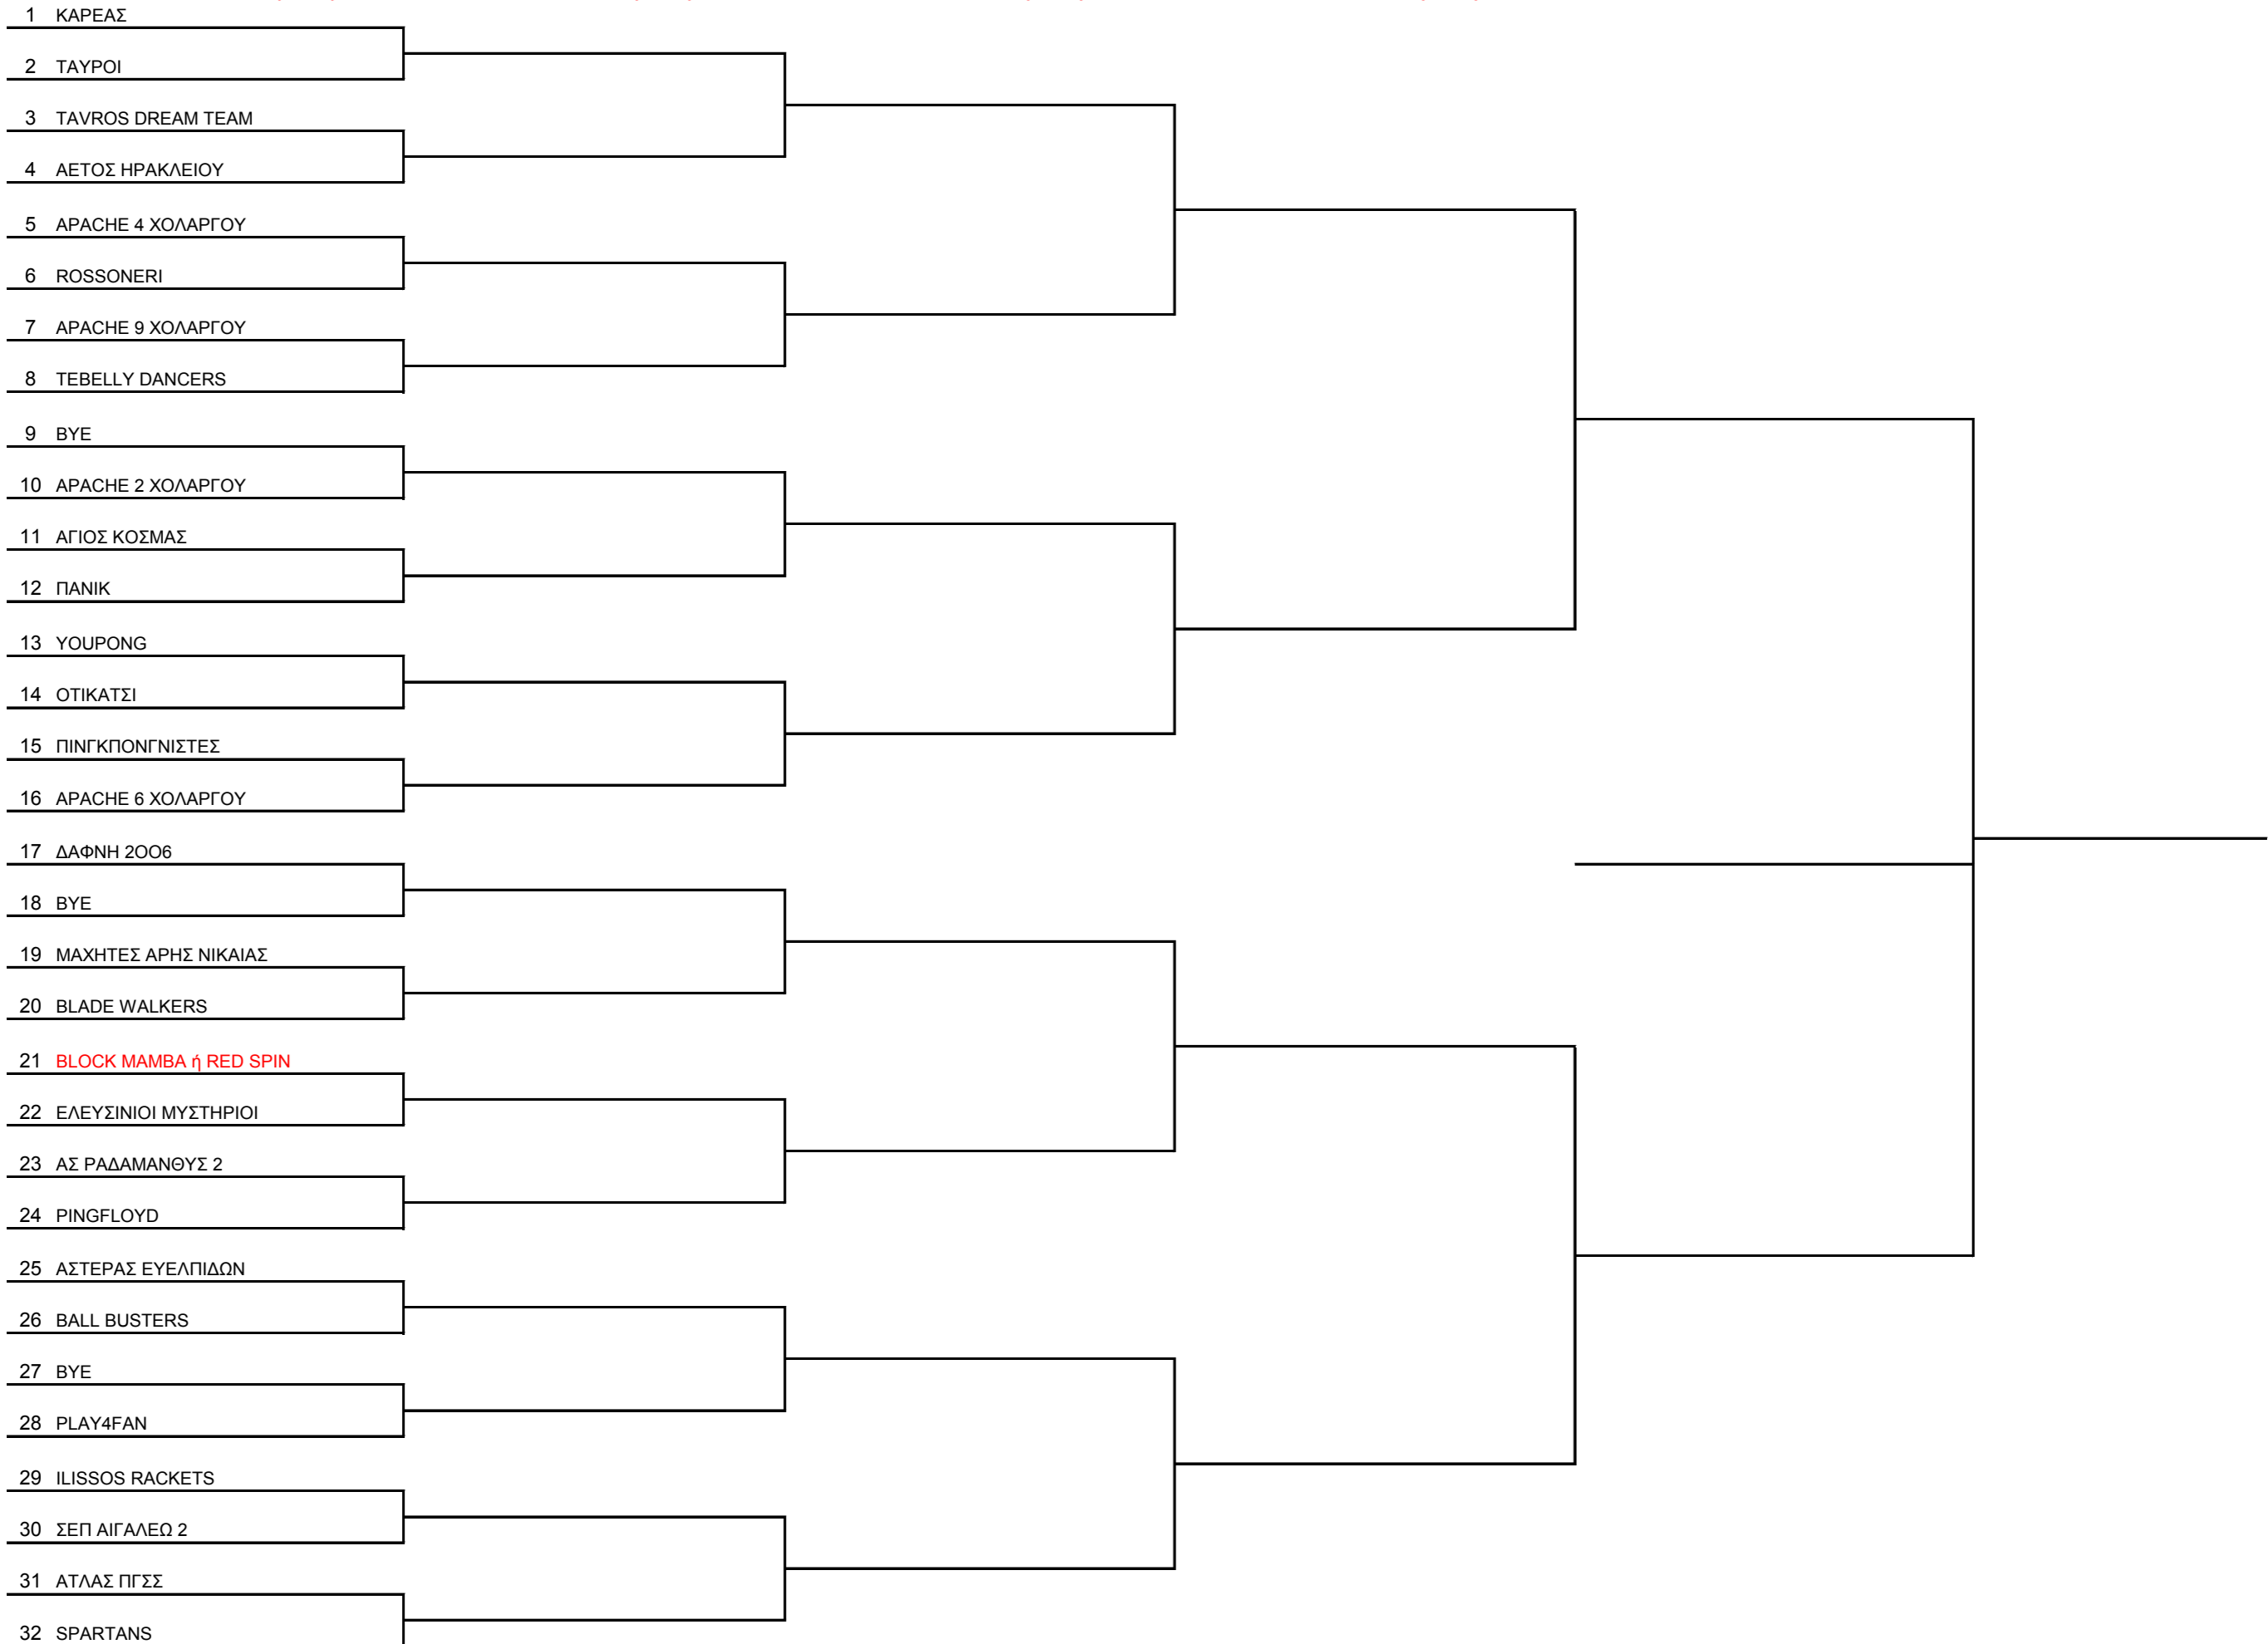 1 ΚΑΡΕΑΣ
2 ΤΑΥΡΟΙ
3 TAVROS DREAM TEAM
4 ΑΕΤΟΣ ΗΡΑΚΛΕΙΟΥ
5 APACHE 4 ΧΟΛΑΡΓΟΥ
6 ROSSONERI
7 APACHE 9 ΧΟΛΑΡΓΟΥ
8 TEBELLY DANCERS
9 BYE
10 APACHE 2 ΧΟΛΑΡΓΟΥ
11 ΑΓΙΟΣ ΚΟΣΜΑΣ
12 ΠΑΝΙΚ
13 YOUPONG
14 ΟΤΙΚΑΤΣΙ
15 ΠΙΝΓΚΠΟΝΓΝΙΣΤΕΣ
16 APACHE 6 ΧΟΛΑΡΓΟΥ
17 ΔΑΦΝΗ 2ΟΟ6
18 BYE
19 ΜΑΧΗΤΕΣ ΑΡΗΣ ΝΙΚΑΙΑΣ
20 BLADE WALKERS
21 BLOCK MAMBA ή RED SPIN
22 ΕΛΕΥΣΙΝΙΟΙ ΜΥΣΤΗΡΙΟΙ
23 ΑΣ ΡΑΔΑΜΑΝΘΥΣ 2
24 PINGFLOYD
25 ΑΣΤΕΡΑΣ ΕΥΕΛΠΙΔΩΝ
26 BALL BUSTERS
27 BYE
28 PLAY4FAN
29 ILISSOS RACKETS
30 ΣΕΠ ΑΙΓΑΛΕΩ 2
31 ΑΤΛΑΣ ΠΓΣΣ
32 SPARTANS